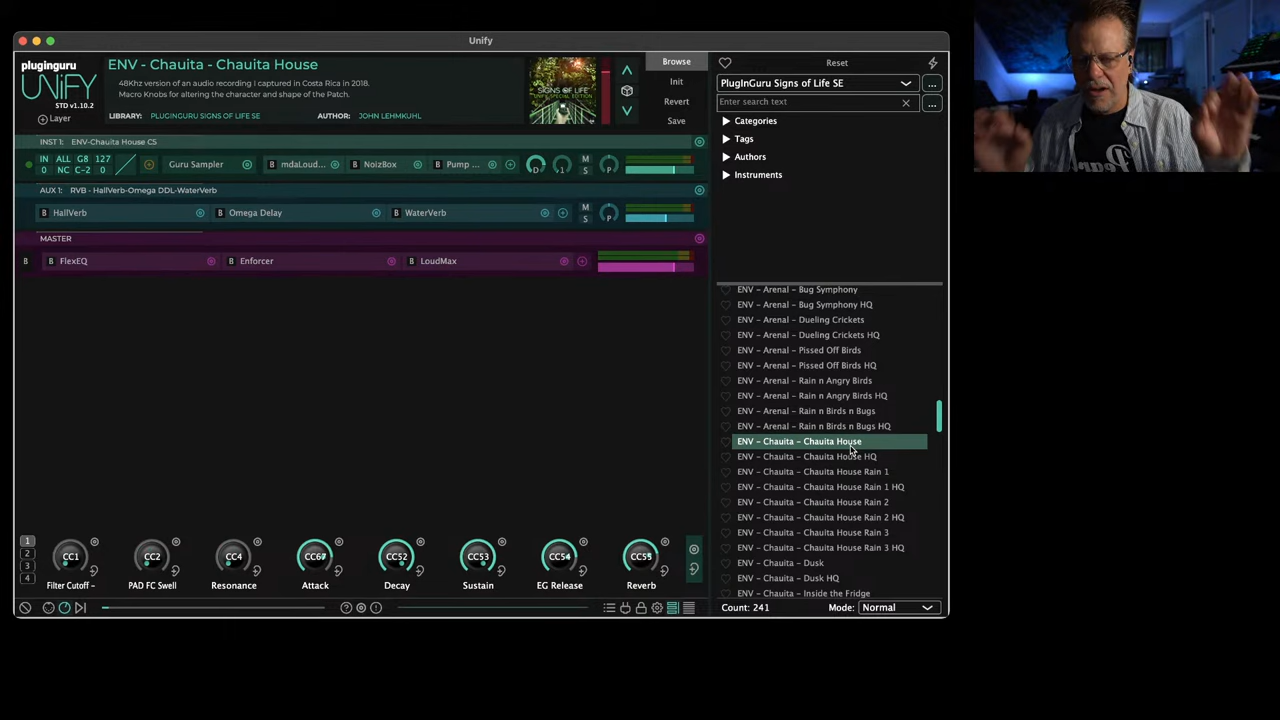 Unify
pluginguru
UNIFY
STD v1.10.2
Layer
ENV - Chauita - Chauita House
48Khz version of an audio recording I captured in Costa Rica in 2018.
Macro Knobs for altering the character and shape of the Patch.
LIBRARY: PLUGINGURU SIGNS OF LIFE SE AUTHOR: JOHN LEHMKUHL
SIGNS OF LIFE
Browse
Init
Revert
Save
INST 1: ENV-Chauita House C5
IN ALL G8 127
0 NC C-2 0
Guru Sampler B mdaLoud... B NoizBox B Pump ... D 1 M S P
AUX 1: RVB - HallVerb-Omega DDL-WaterVerb
B HallVerb B Omega Delay B WaterVerb M S P
MASTER
B B FlexEQ B Enforcer B LoudMax
1
2
3
4
CC1 CC2 CC4 CC67 CC52 CC53 CC54 CC55
Filter Cutoff - PAD FC Swell Resonance Attack Decay Sustain EG Release Reverb
Reset
PlugInGuru Signs of Life SE ...
Enter search text ...
Categories
Tags
Authors
Instruments
ENV - Arenal - Bug Symphony
ENV - Arenal - Bug Symphony HQ
ENV - Arenal - Dueling Crickets
ENV - Arenal - Dueling Crickets HQ
ENV - Arenal - Pissed Off Birds
ENV - Arenal - Pissed Off Birds HQ
ENV - Arenal - Rain n Angry Birds
ENV - Arenal - Rain n Angry Birds HQ
ENV - Arenal - Rain n Birds n Bugs
ENV - Arenal - Rain n Birds n Bugs HQ
ENV - Chauita - Chauita House
ENV - Chauita - Chauita House HQ
ENV - Chauita - Chauita House Rain 1
ENV - Chauita - Chauita House Rain 1 HQ
ENV - Chauita - Chauita House Rain 2
ENV - Chauita - Chauita House Rain 2 HQ
ENV - Chauita - Chauita House Rain 3
ENV - Chauita - Chauita House Rain 3 HQ
ENV - Chauita - Dusk
ENV - Chauita - Dusk HQ
ENV - Chauita - Inside the Fridge
Count: 241 Mode: Normal